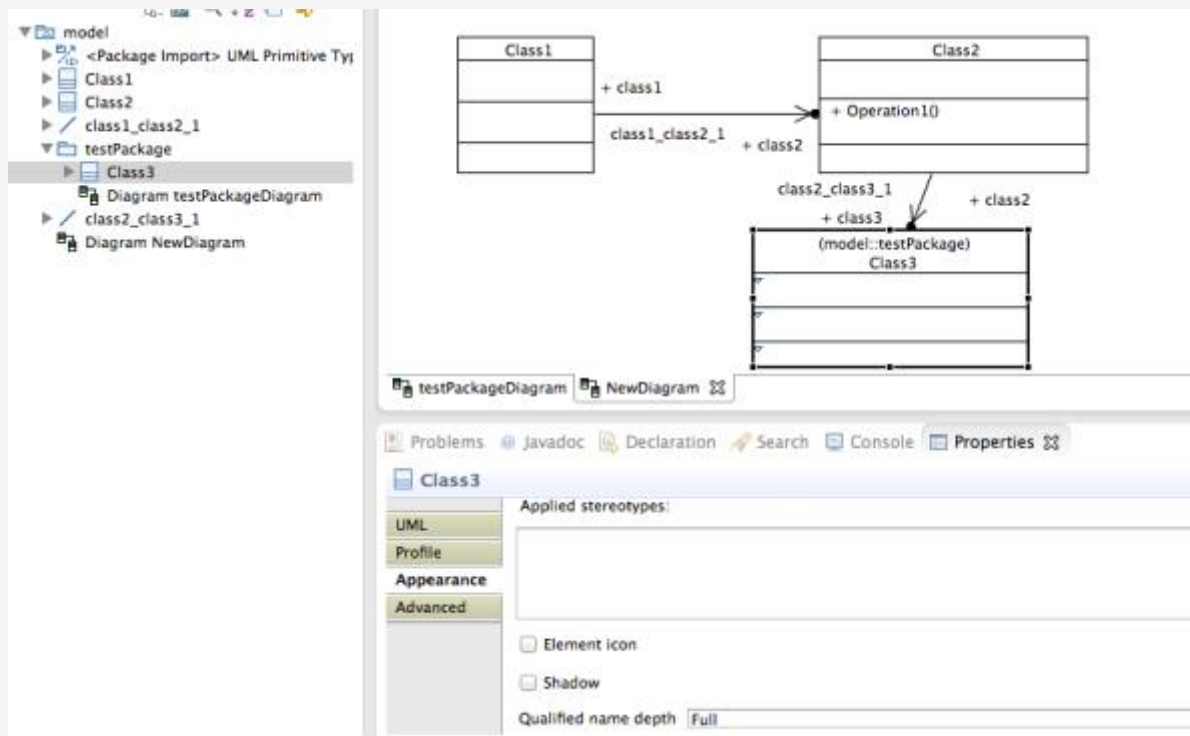 model
<Package Import> UML Primitive Ty
Class1
Class2
class1_class2_1
testPackage
Class3
Diagram testPackageDiagram
class2_class3_1
Diagram NewDiagram
Class1
Class2
+ class1
+ Operation1()
class1_class2_1
+ class2
class2_class3_1
+ class2
+ class3
(model::testPackage)
Class3
testPackageDiagram NewDiagram
Problems @ Javadoc Declaration Search Console Properties
Class3
Applied stereotypes:
UML
Profile
Appearance
Advanced
Element icon
Shadow
Qualified name depth Full